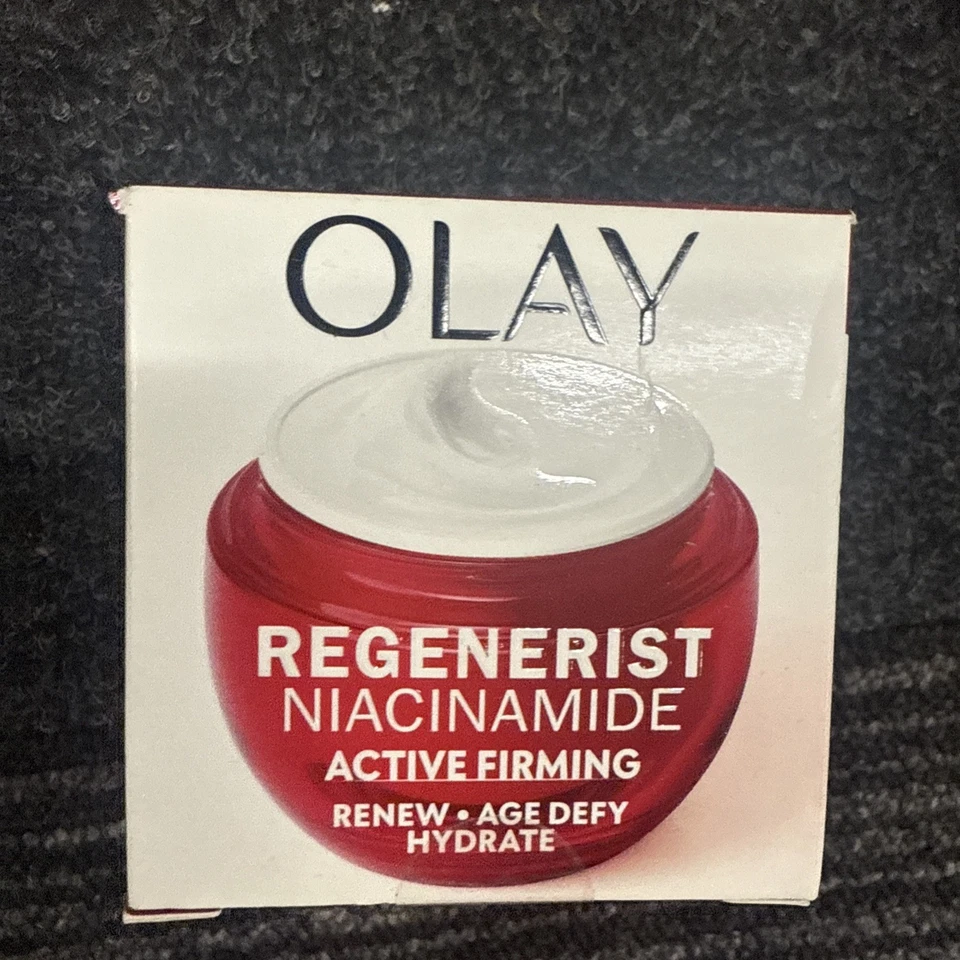 OLAY
REGENERIST
NIACINAMIDE
ACTIVE FIRMING
RENEW • AGE DEFY
HYDRATE